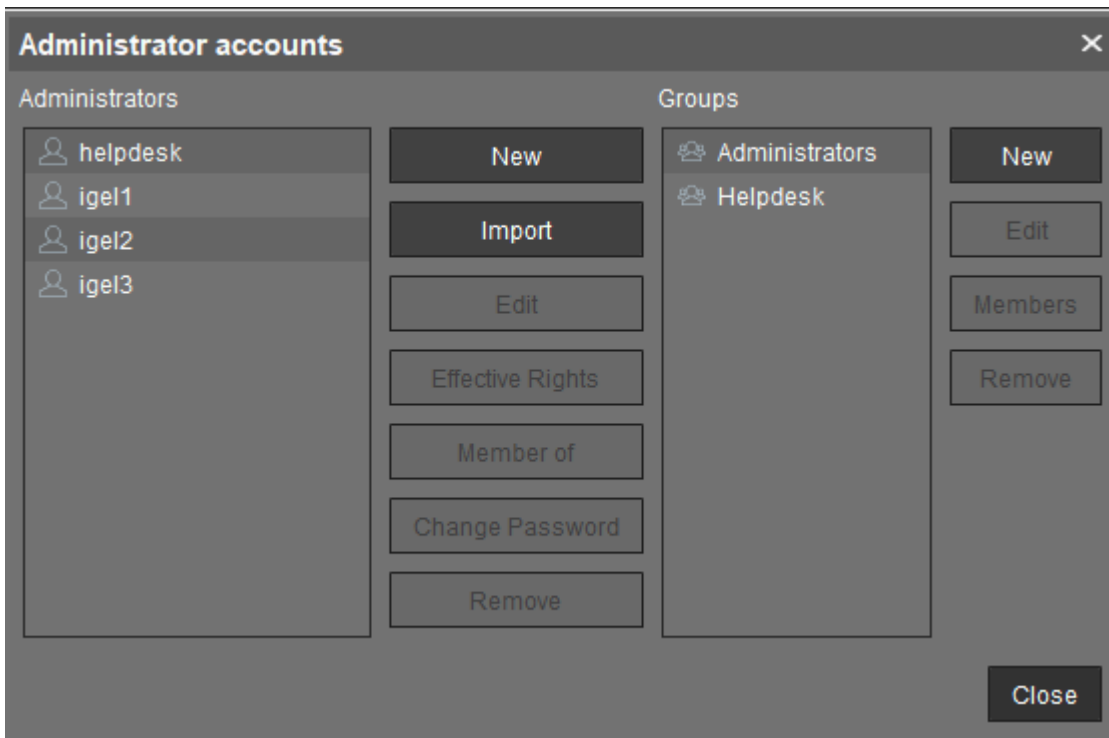 Administrator accounts
Administrators
helpdesk
igel1
igel2
igel3
New
Import
Edit
Effective Rights
Member of
Change Password
Remove
Groups
Administrators
Helpdesk
New
Edit
Members
Remove
Close